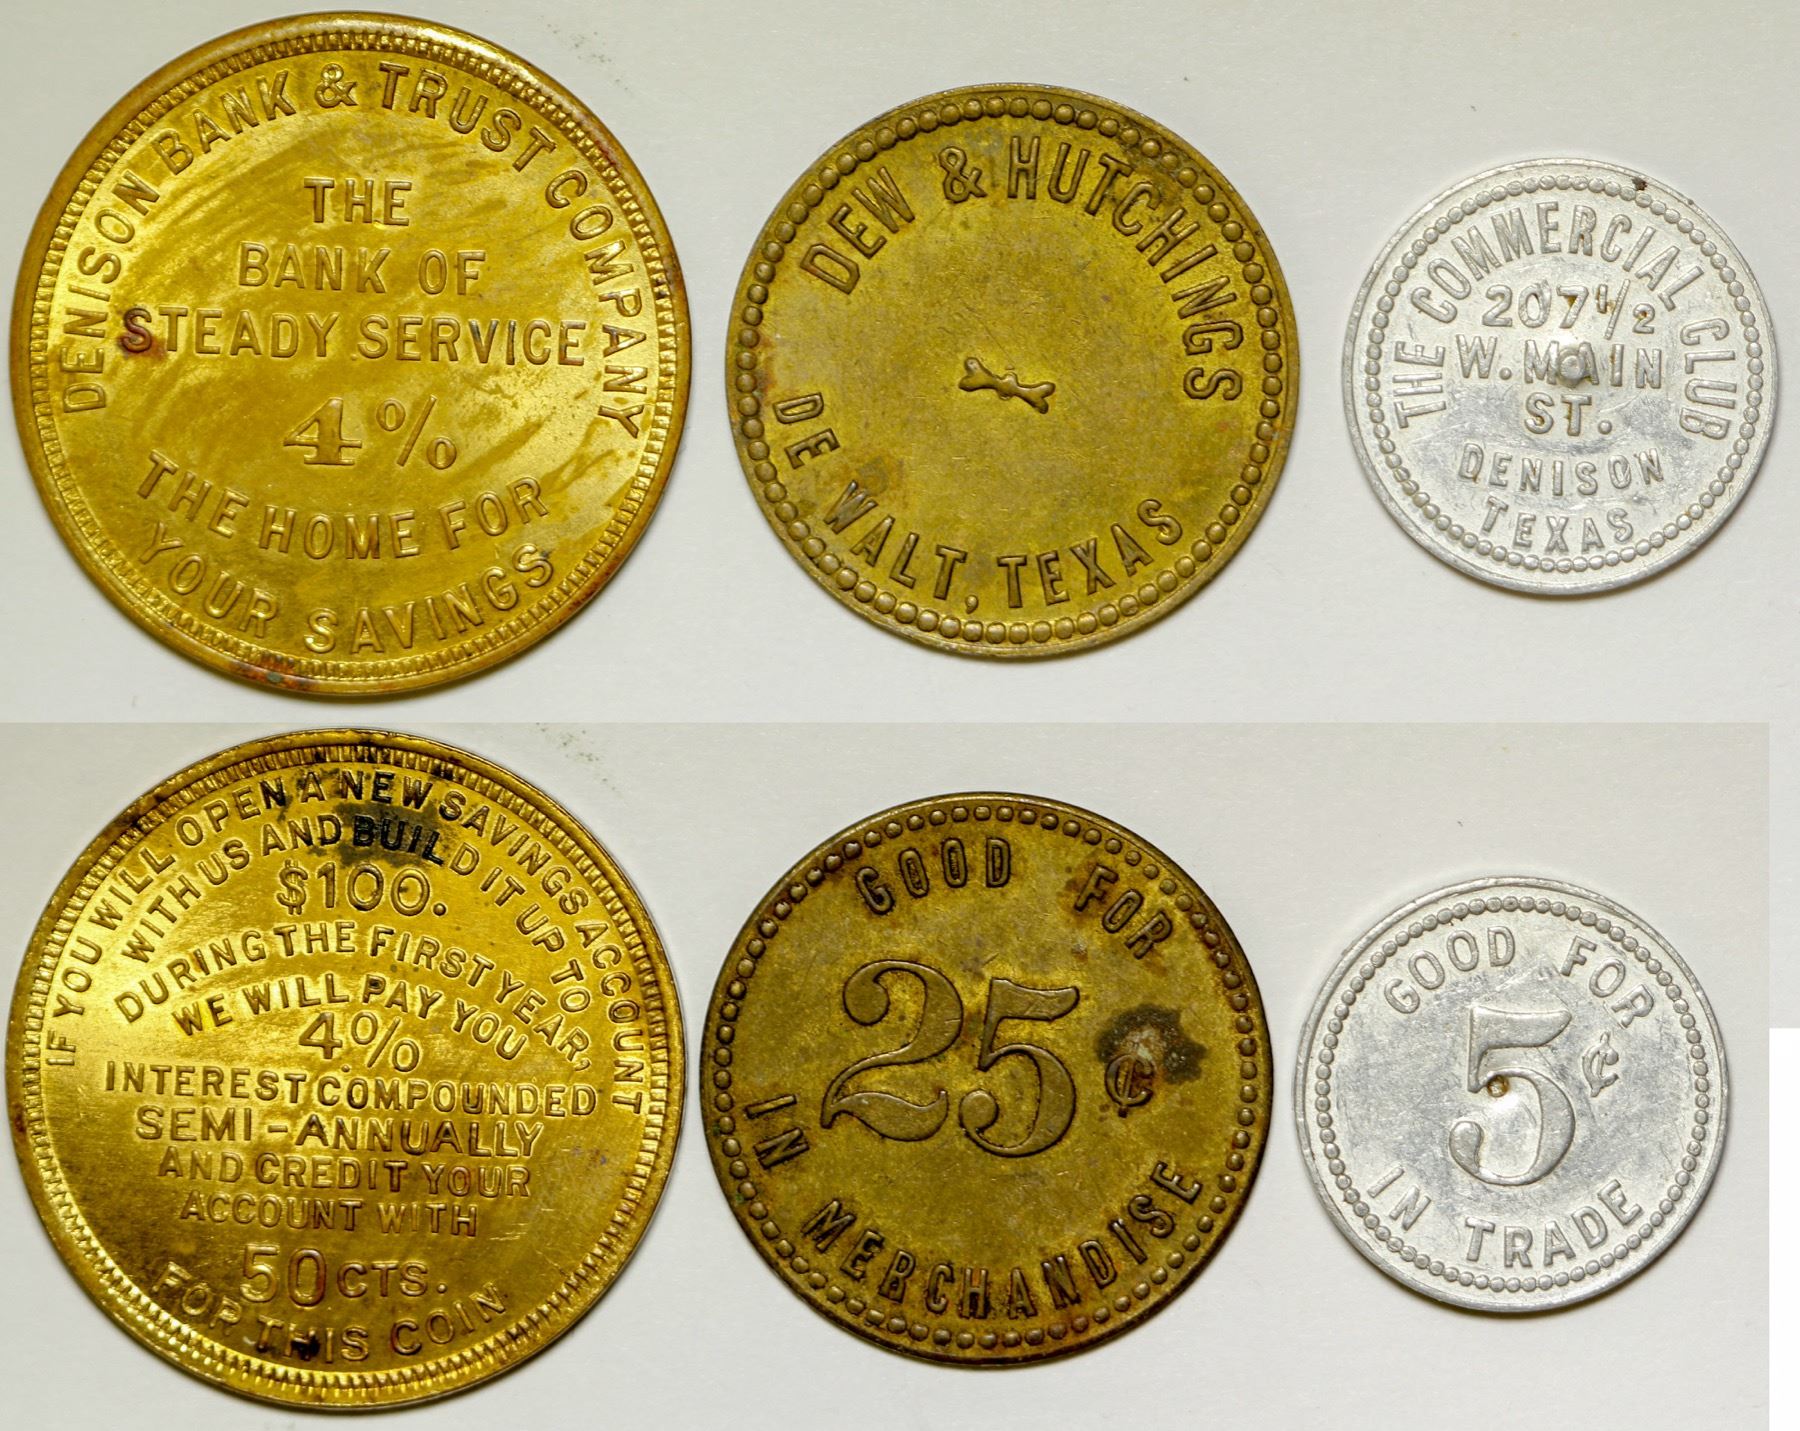 DENISON BANK & TRUST COMPANY
THE
BANK OF
STEADY SERVICE
4%
THE HOME FOR
YOUR SAVINGS
DEW & HUTCHINGS
DE WALT, TEXAS
THE COMMERCIAL CLUB
207 1/2
W. MAIN
ST.
DENISON
TEXAS
IF YOU WILL OPEN A NEW SAVINGS ACCOUNT
WITH US AND BUILD IT UP TO
$100.
DURING THE FIRST YEAR,
WE WILL PAY YOU
4%
INTEREST COMPOUNDED
SEMI-ANNUALLY
AND CREDIT YOUR
ACCOUNT WITH
50 CTS.
FOR THIS COIN
GOOD FOR
25¢
IN MERCHANDISE
GOOD FOR
5¢
IN TRADE